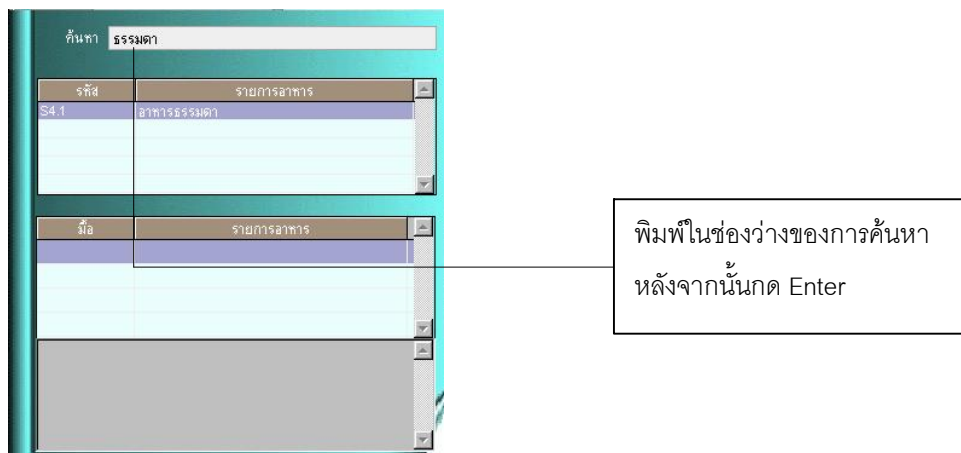 ค้นหา ธรรมดา
รหัส รายการอาหาร
S4.1 อาหารธรรมดา
มื้อ รายการอาหาร
พิมพ์ในช่องว่างของการค้นหา
หลังจากนั้นกด Enter